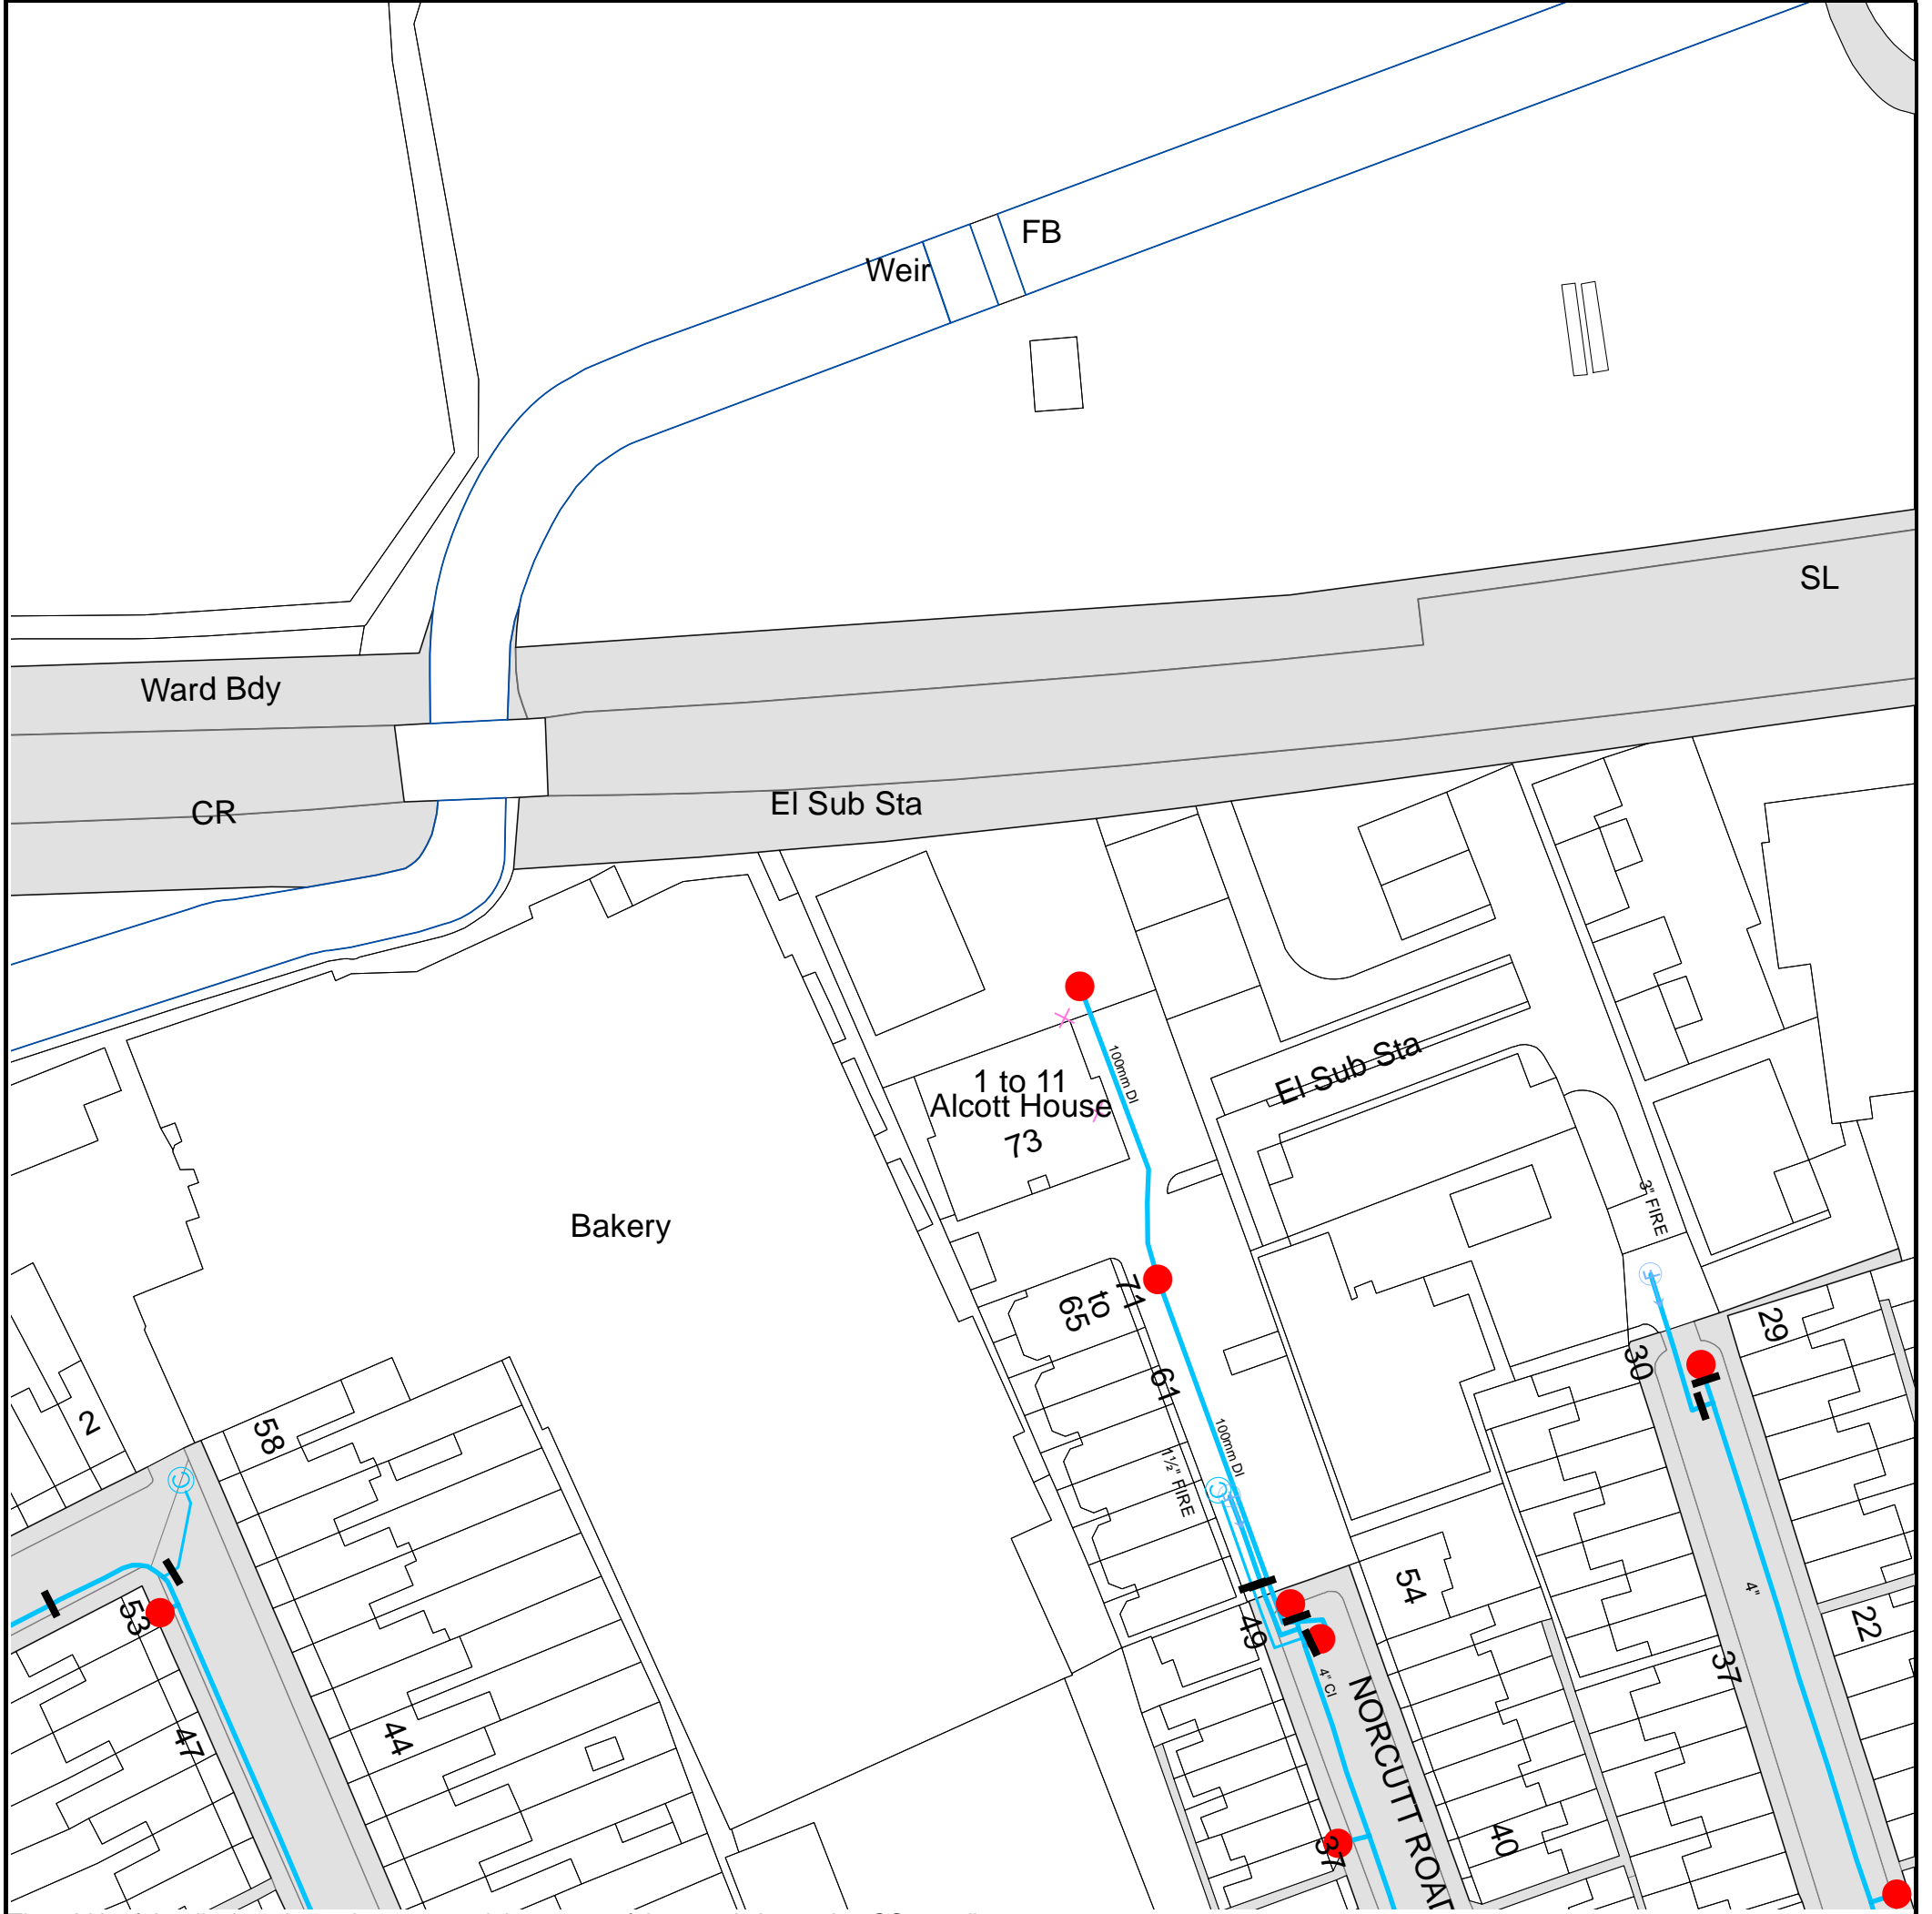 FB
Weir
SL
Ward Bdy
CR
El Sub Sta
100mm DI
El Sub Sta
1 to 11
Alcott House
73
Bakery
3" FIRE
71
to
65
29
30
61
2
58
100mm DI
1½" FIRE
C
C
F
54
4"
53
49
22
37
4" CI
47
44
NORCUTT ROAD
40
37